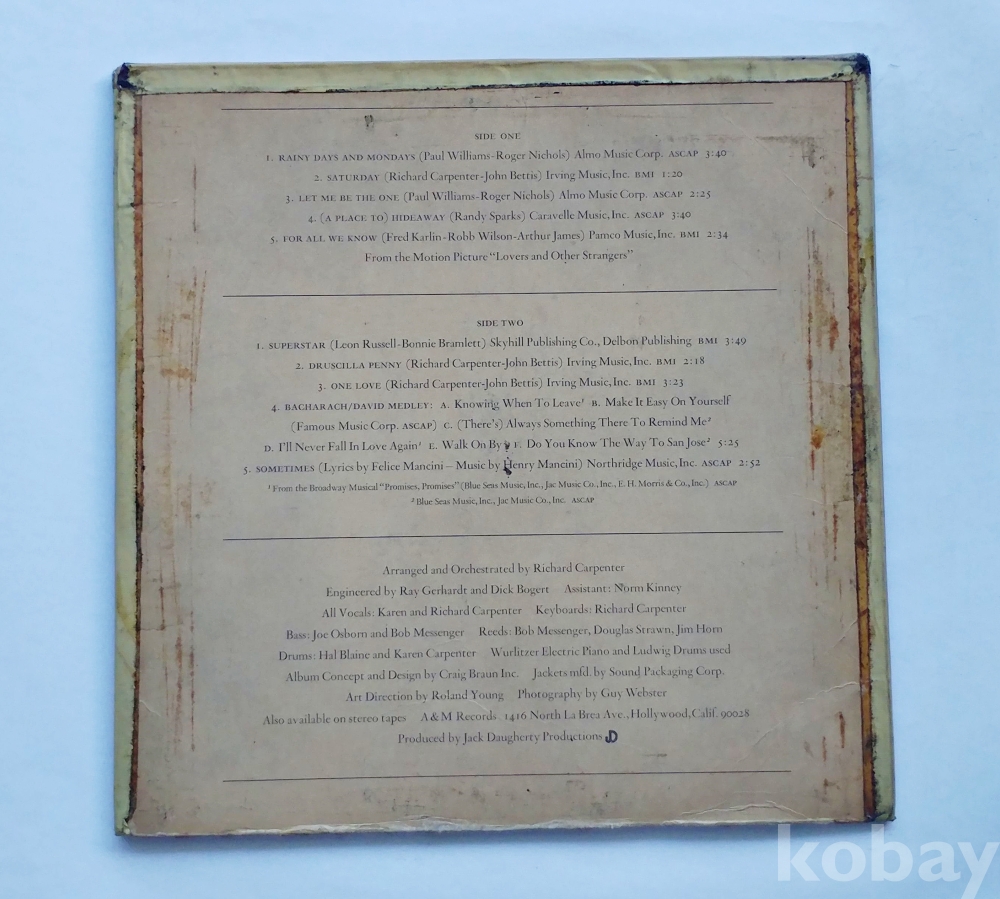 SIDE ONE
1. RAINY DAYS AND MONDAYS (Paul Williams-Roger Nichols) Almo Music Corp. ASCAP 3:40
2. SATURDAY (Richard Carpenter-John Bettis) Irving Music, Inc. BMI 1:20
3. LET ME BE THE ONE (Paul Williams-Roger Nichols) Almo Music Corp. ASCAP 2:25
4. (A PLACE TO) HIDEAWAY (Randy Sparks) Caravelle Music, Inc. ASCAP 3:40
5. FOR ALL WE KNOW (Fred Karlin-Robb Wilson-Arthur James) Pamco Music, Inc. BMI 2:34
From the Motion Picture "Lovers and Other Strangers"
SIDE TWO
1. SUPERSTAR (Leon Russell-Bonnie Bramlett) Skyhill Publishing Co., Delbon Publishing BMI 3:49
2. DRUSCILLA PENNY (Richard Carpenter-John Bettis) Irving Music, Inc. BMI 2:18
3. ONE LOVE (Richard Carpenter-John Bettis) Irving Music, Inc. BMI 3:23
4. BACHARACH/DAVID MEDLEY: A. Knowing When To Leave¹ B. Make It Easy On Yourself
(Famous Music Corp. ASCAP) C. (There's) Always Something There To Remind Me²
D. I'll Never Fall In Love Again¹ E. Walk On By F. Do You Know The Way To San Jose² 5:25
5. SOMETIMES (Lyrics by Felice Mancini – Music by Henry Mancini) Northridge Music, Inc. ASCAP 2:52
¹ From the Broadway Musical "Promises, Promises" (Blue Seas Music, Inc., Jac Music Co., Inc., E. H. Morris & Co., Inc.) ASCAP
² Blue Seas Music, Inc., Jac Music Co., Inc. ASCAP
Arranged and Orchestrated by Richard Carpenter
Engineered by Ray Gerhardt and Dick Bogert Assistant: Norm Kinney
All Vocals: Karen and Richard Carpenter Keyboards: Richard Carpenter
Bass: Joe Osborn and Bob Messenger Reeds: Bob Messenger, Douglas Strawn, Jim Horn
Drums: Hal Blaine and Karen Carpenter Wurlitzer Electric Piano and Ludwig Drums used
Album Concept and Design by Craig Braun Inc. Jackets mfd. by Sound Packaging Corp.
Art Direction by Roland Young Photography by Guy Webster
Also available on stereo tapes A&M Records 1416 North La Brea Ave., Hollywood, Calif. 90028
Produced by Jack Daugherty Productions JD
kobay